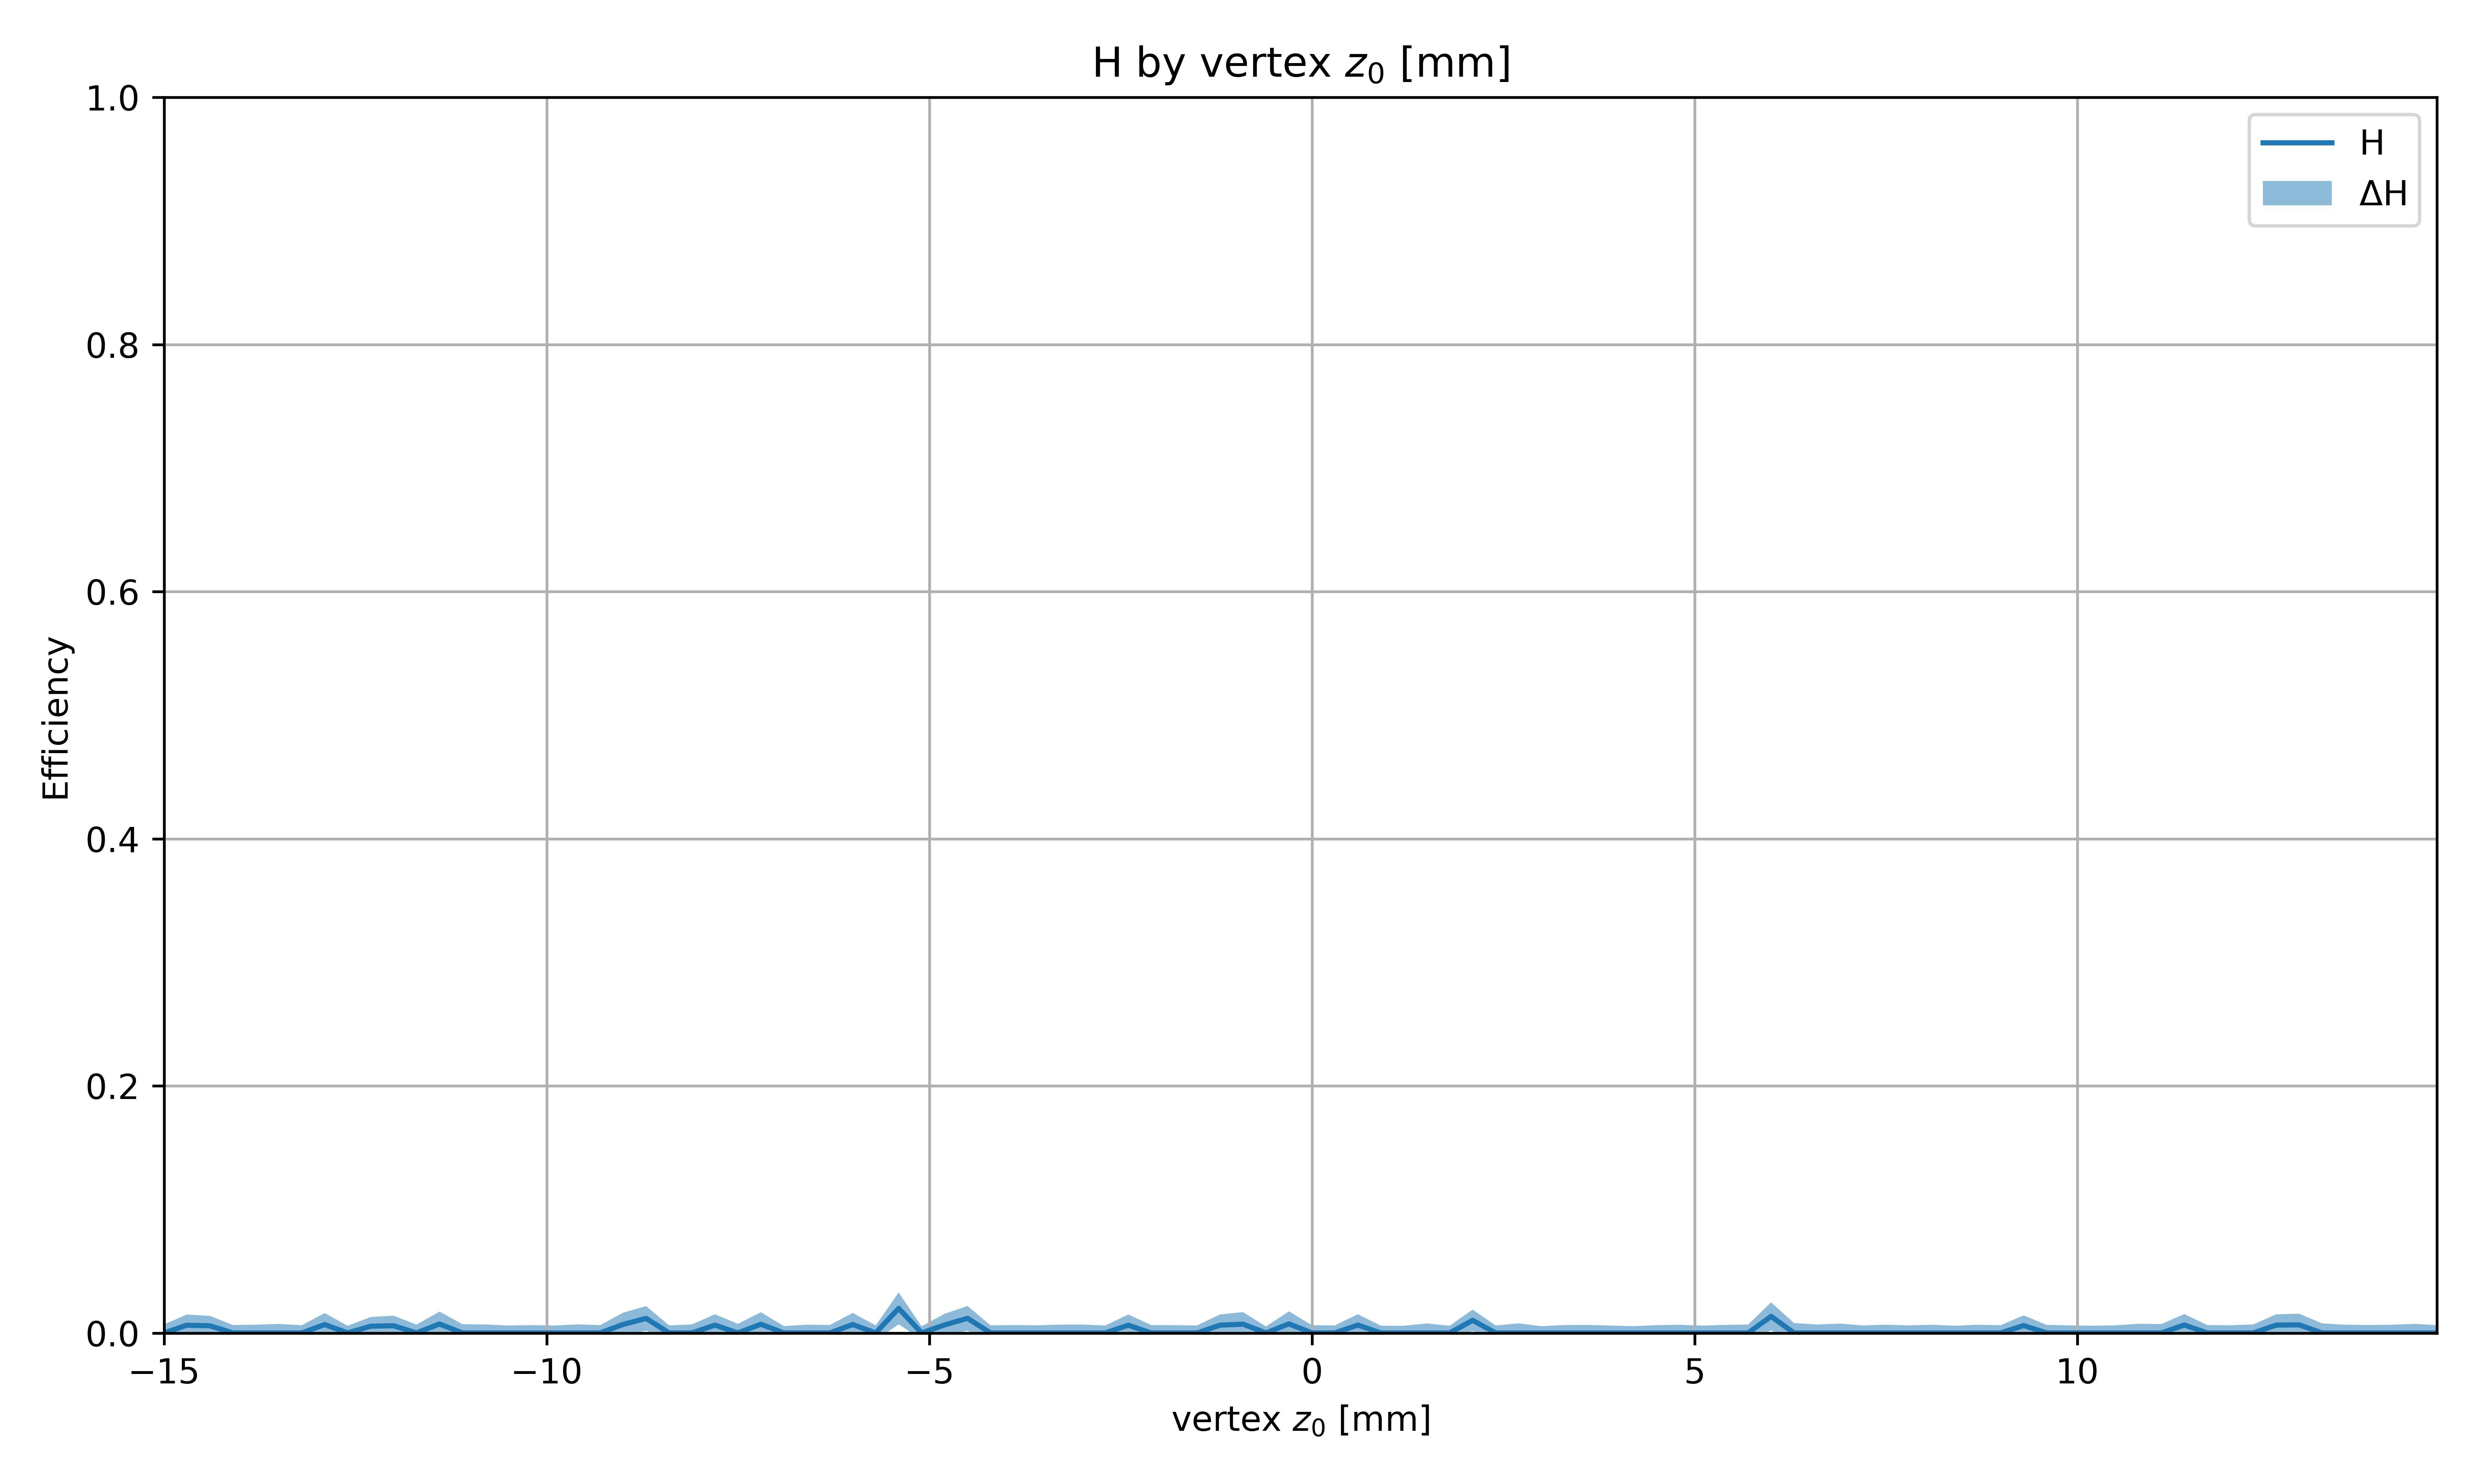 H by vertex z₀ [mm]
1.0
0.8
0.6
0.4
0.2
0.0
Efficiency
H
ΔH
−15 −10 −5 0 5 10
vertex z₀ [mm]